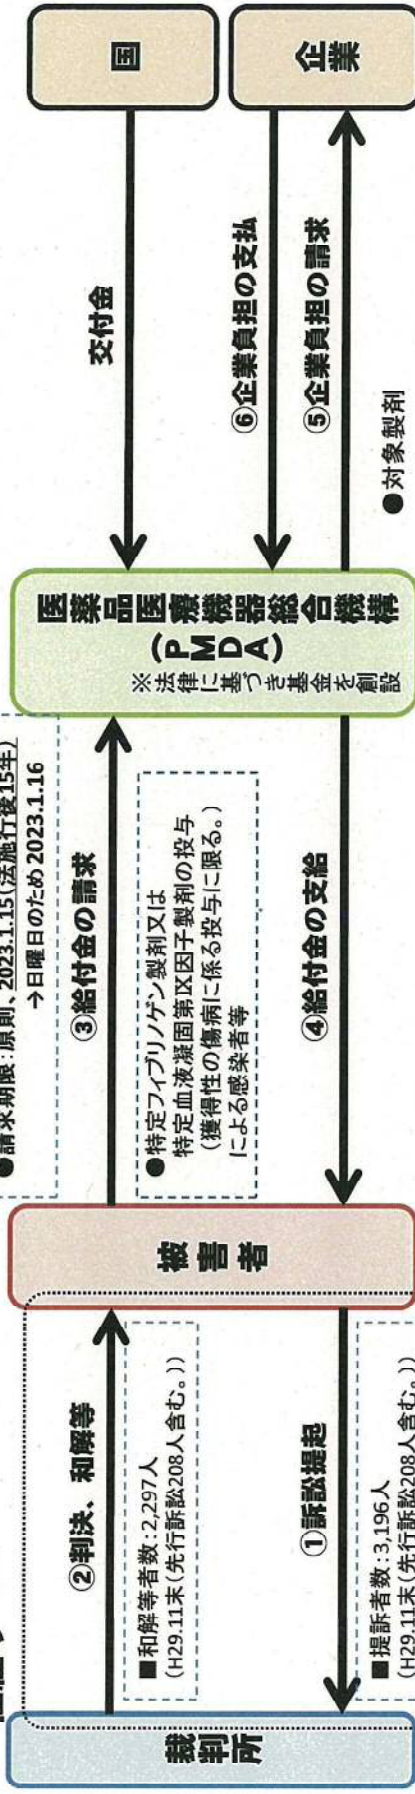 ●請求期限:原則、2023.1.15(法施行後15年)
→日曜日のため2023.1.16
裁判所
②判決、和解等
■和解等者数:2,297人
(H29.11末(先行訴訟208人含む。))
①訴訟提起
■提訴者数:3,196人
(H29.11末(先行訴訟208人含む。))
被害者
③給付金の請求
●特定フィブリノゲン製剤又は
特定血液凝固第Ⅸ因子製剤の投与
(獲得性の傷病に係る投与に限る。)
による感染者等
④給付金の支給
医薬品医療機器総合機構
(PMDA)
※法律に基づき基金を創設
交付金
⑥企業負担の支払
⑤企業負担の請求
●対象製剤
国
企業